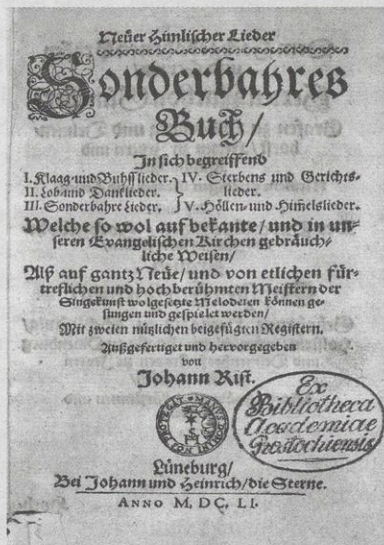 Neüer Himlischer Lieder
Sonderbahres
Buch/
In sich begreiffend
I. Klaag-und Buhsslieder.
II. Lob-und Danklieder.
III. Sonderbahre Lieder.
IV. Sterbens und Gerichts-
lieder.
V. Höllen- und Himelslieder.
Welche so wol auf bekante/ und in un-
seren Evangelischen Kirchen gebräuch-
liche Weisen/
Alß auf gantz Neüe/ und von etlichen für-
treflichen und hochberühmten Meistern der
Singekunst wolgesetzte Melodeien können ge-
sungen und gespielet werden/
Mit zweien nützlichen beigefügten Registern.
Außgefertiget und hervorgegeben
von
Johann Rist.
Ex
Bibliotheca
Academiae
Rostochiensis
Lüneburg/
Bei Johann und Heinrich/ die Sterne.
ANNO M. DC. LI.